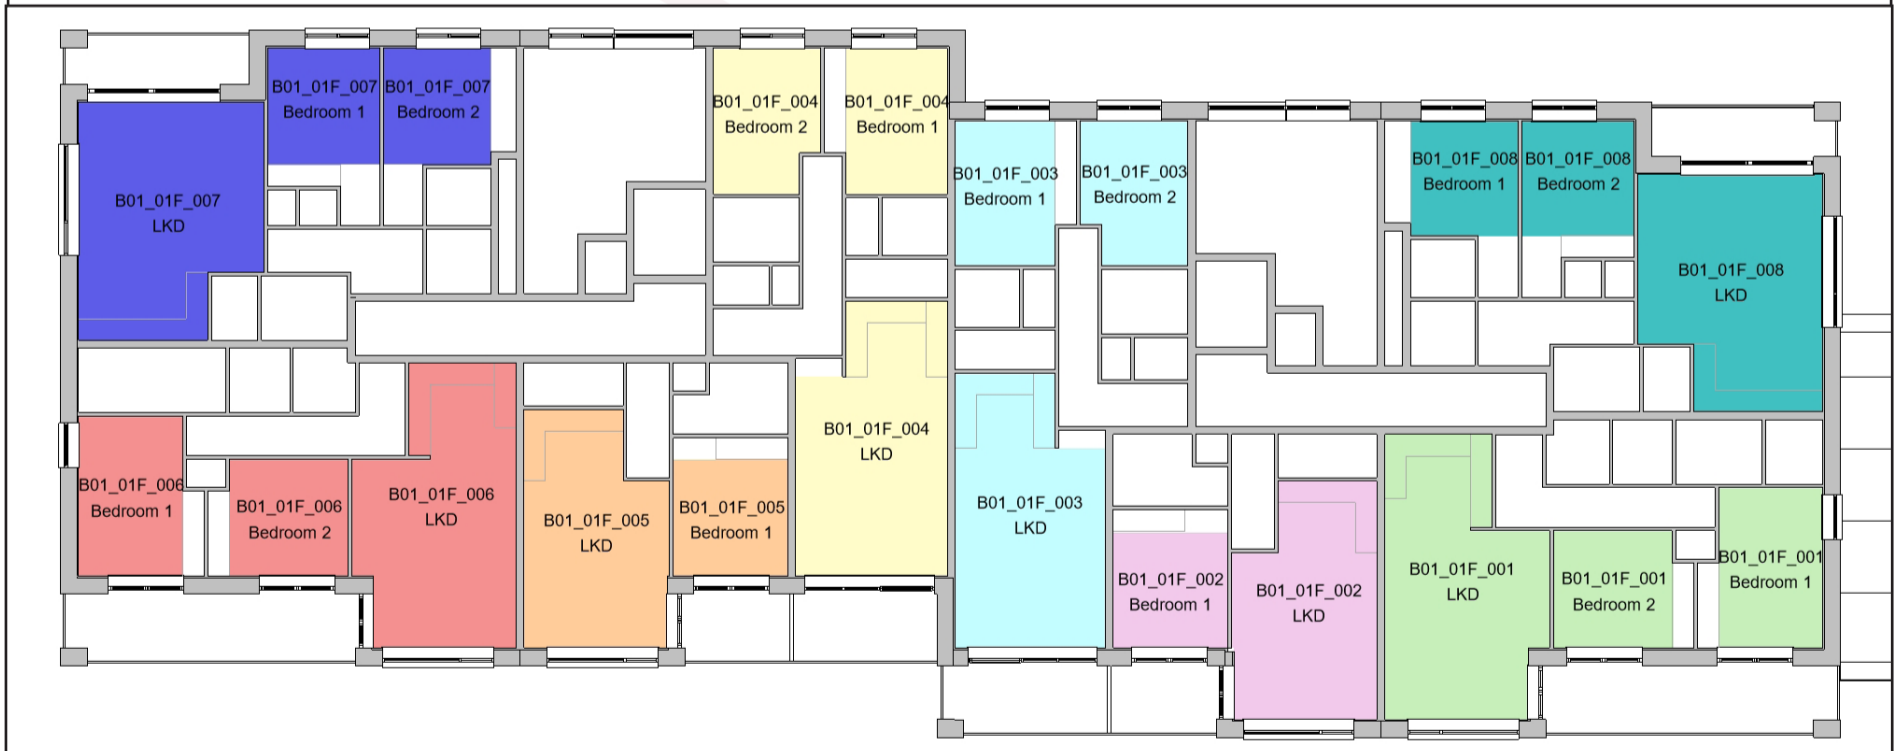 B01_01F_007
Bedroom 1
B01_01F_007
Bedroom 2
B01_01F_004
Bedroom 2
B01_01F_004
Bedroom 1
B01_01F_003
Bedroom 1
B01_01F_003
Bedroom 2
B01_01F_008
Bedroom 1
B01_01F_008
Bedroom 2
B01_01F_007
LKD
B01_01F_008
LKD
B01_01F_006
Bedroom 1
B01_01F_006
Bedroom 2
B01_01F_006
LKD
B01_01F_005
LKD
B01_01F_005
Bedroom 1
B01_01F_004
LKD
B01_01F_003
LKD
B01_01F_002
Bedroom 1
B01_01F_002
LKD
B01_01F_001
LKD
B01_01F_001
Bedroom 2
B01_01F_001
Bedroom 1